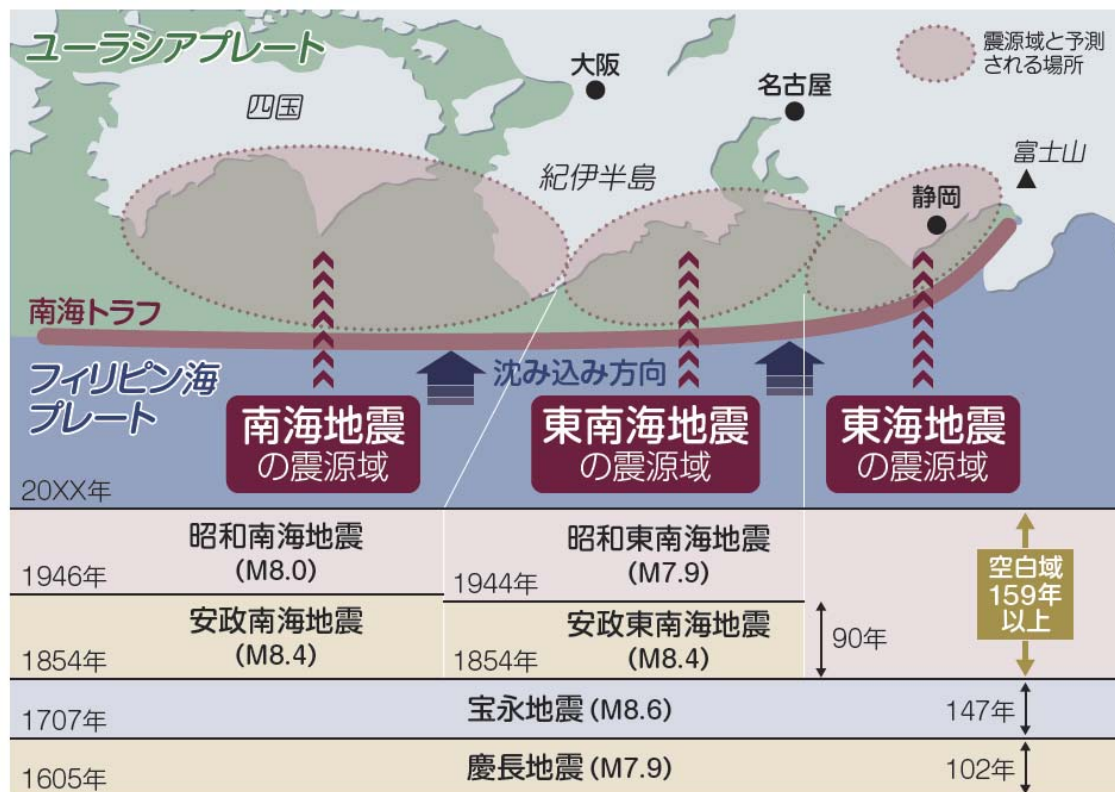 ユーラシアプレート
震源域と予測
される場所
大阪
名古屋
四国
紀伊半島
富士山
静岡
南海トラフ
フィリピン海
プレート
沈み込み方向
南海地震
の震源域
東南海地震
の震源域
東海地震
の震源域
20XX年
昭和南海地震
(M8.0)
1946年
昭和東南海地震
(M7.9)
1944年
空白域
159年
以上
安政南海地震
(M8.4)
1854年
安政東南海地震
(M8.4)
1854年
90年
1707年
宝永地震(M8.6)
147年
1605年
慶長地震(M7.9)
102年